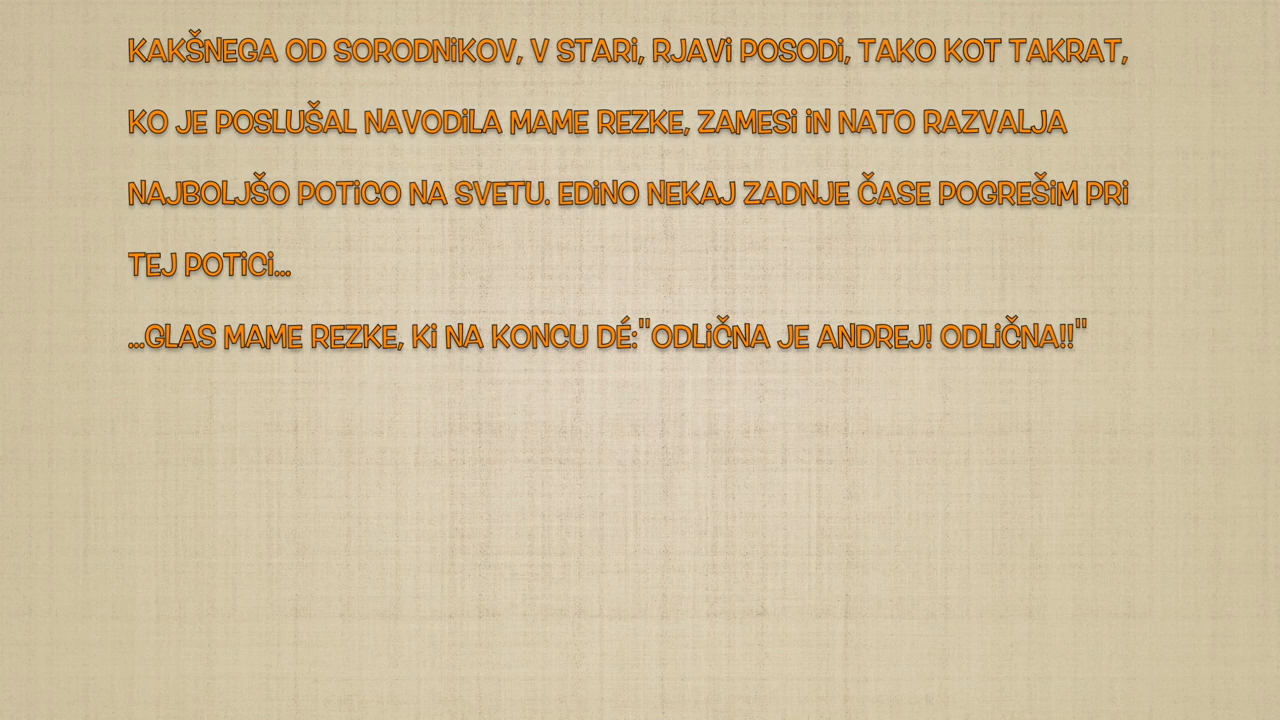 KAKŠNEGA OD SORODNiKOV, V STARi, RJAVi POSODi, TAKO KOT TAKRAT,
KO JE POSLUŠAL NAVODiLA MAME REZKE, ZAMESi iN NATO RAZVALJA
NAJBOLJŠO POTiCO NA SVETU. EDiNO NEKAJ ZADNJE ČASE POGREŠiM PRi
TEJ POTiCi...
...GLAS MAME REZKE, Ki NA KONCU DÉ:"ODLiČNA JE ANDREJ! ODLiČNA!!"